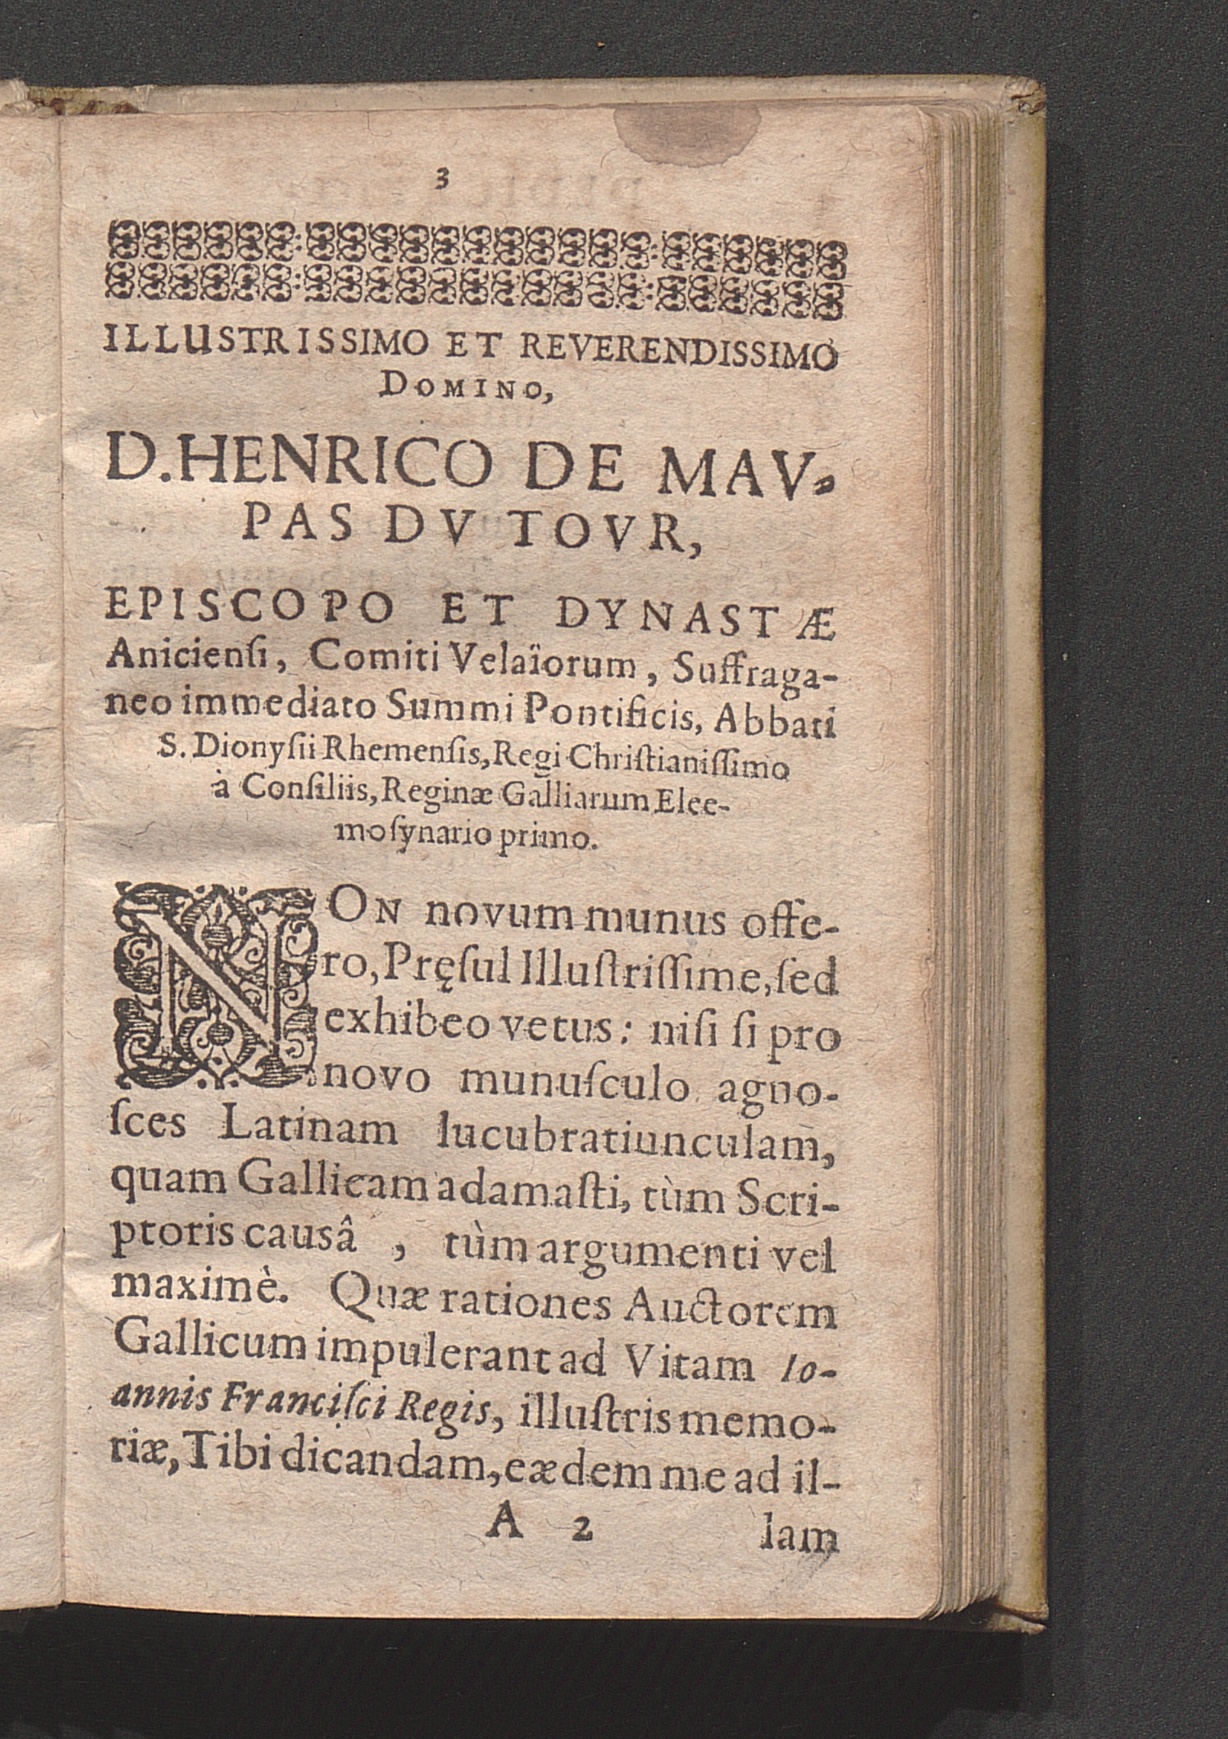 3
ILLUSTRISSIMO ET REVERENDISSIMO
DOMINO,
D. HENRICO DE MAV-
PAS DV TOVR,
EPISCOPO ET DYNASTÆ
Anicienſi, Comiti Velaïorum, Suffraga-
neo immediato Summi Pontificis, Abbati
S. Dionyſii Rhemenſis, Regi Chriſtianiſſimo
à Conſiliis, Reginæ Galliarum Elee-
moſynario primo.
NON novum munus offe-
ro, Pręſul Illuſtriſſime, ſed
exhibeo vetus: niſi ſi pro
novo munuſculo agno-
ſces Latinam lucubratiunculam,
quam Gallicam adamaſti, tùm Scri-
ptoris causâ , tùm argumenti vel
maximè. Quæ rationes Auctorem
Gallicum impulerant ad Vitam Io-
annis Franciſci Regis, illuſtris memo-
riæ, Tibi dicandam, eædem me ad il-
A 2 lam